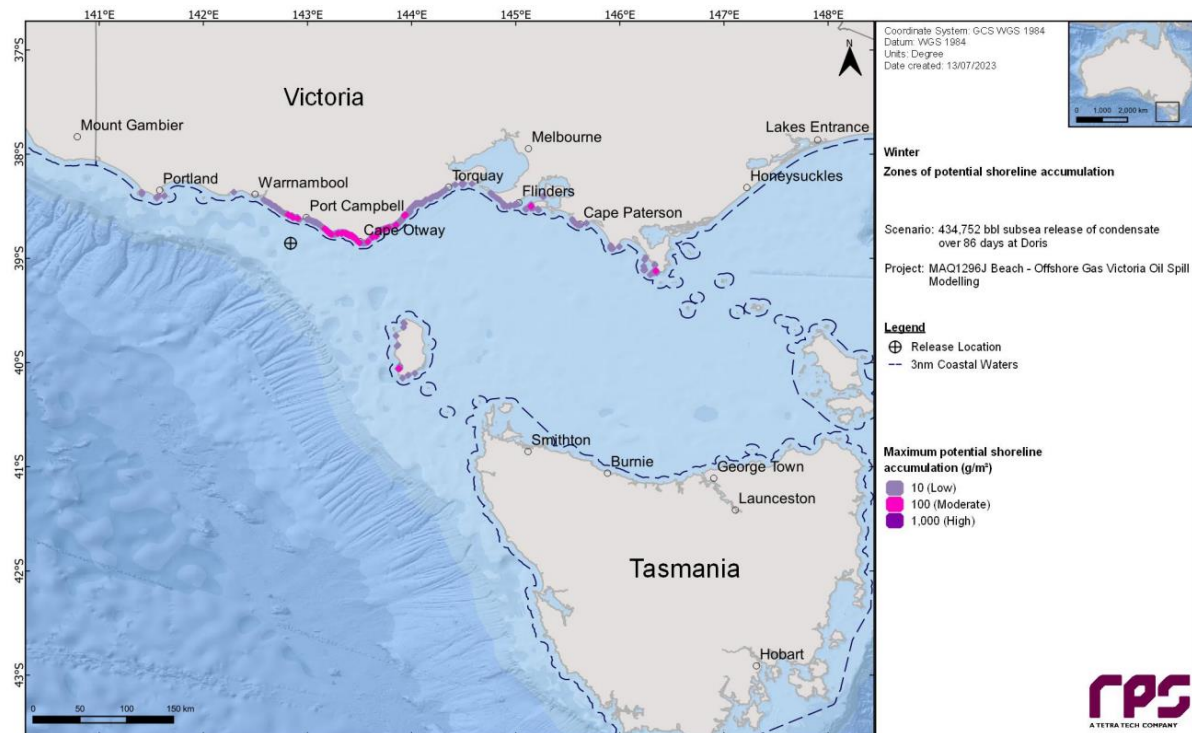 141°E 142°E 143°E 144°E 145°E 146°E 147°E 148°E
37°S
38°S
39°S
40°S
41°S
42°S
43°S
N
Victoria
Mount Gambier
Melbourne
Lakes Entrance
Portland
Warrnambool
Torquay
Flinders
Honeysuckles
Port Campbell
Cape Paterson
Cape Otway
Smithton
Burnie
George Town
Launceston
Tasmania
Hobart
0 50 100 150 km
Coordinate System: GCS WGS 1984
Datum: WGS 1984
Units: Degree
Date created: 13/07/2023
0 1,000 2,000 km
Winter
Zones of potential shoreline accumulation
Scenario: 434,752 bbl subsea release of condensate
over 86 days at Doris
Project: MAQ1296J Beach - Offshore Gas Victoria Oil Spill
Modelling
Legend
Release Location
3nm Coastal Waters
Maximum potential shoreline
accumulation (g/m²)
10 (Low)
100 (Moderate)
1,000 (High)
rps
A TETRA TECH COMPANY